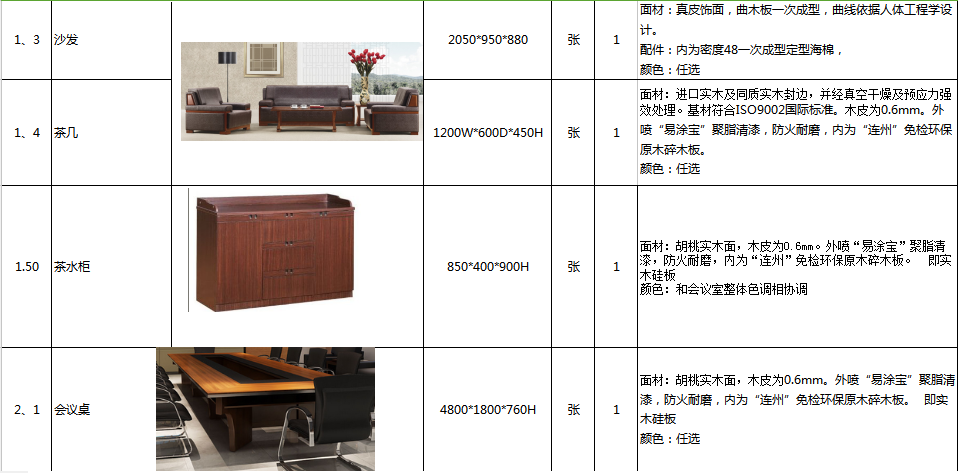 1、3
沙发
2050*950*880
张
1
面材：真皮饰面，曲木板一次成型，曲线依据人体工程学设
计。
配件：内为密度48一次成型定型海棉，
颜色：任选
1、4
茶几
1200W*600D*450H
张
1
面材：进口实木及同质实木封边，并经真空干燥及预应力强
效处理。基材符合ISO9002国际标准。木皮为0.6mm。外
喷“易涂宝”聚脂清漆，防火耐磨，内为“连州”免检环保
原木碎木板。
颜色：任选
1.50
茶水柜
850*400*900H
张
1
面材：胡桃实木面，木皮为0.6mm。外喷“易涂宝”聚脂清
漆，防火耐磨，内为“连州”免检环保原木碎木板。 即实
木硅板
颜色：和会议室整体色调相协调
2、1
会议桌
4800*1800*760H
张
1
面材：胡桃实木面，木皮为0.6mm。外喷“易涂宝”聚脂清
漆，防火耐磨，内为“连州”免检环保原木碎木板。 即实
木硅板
颜色：任选